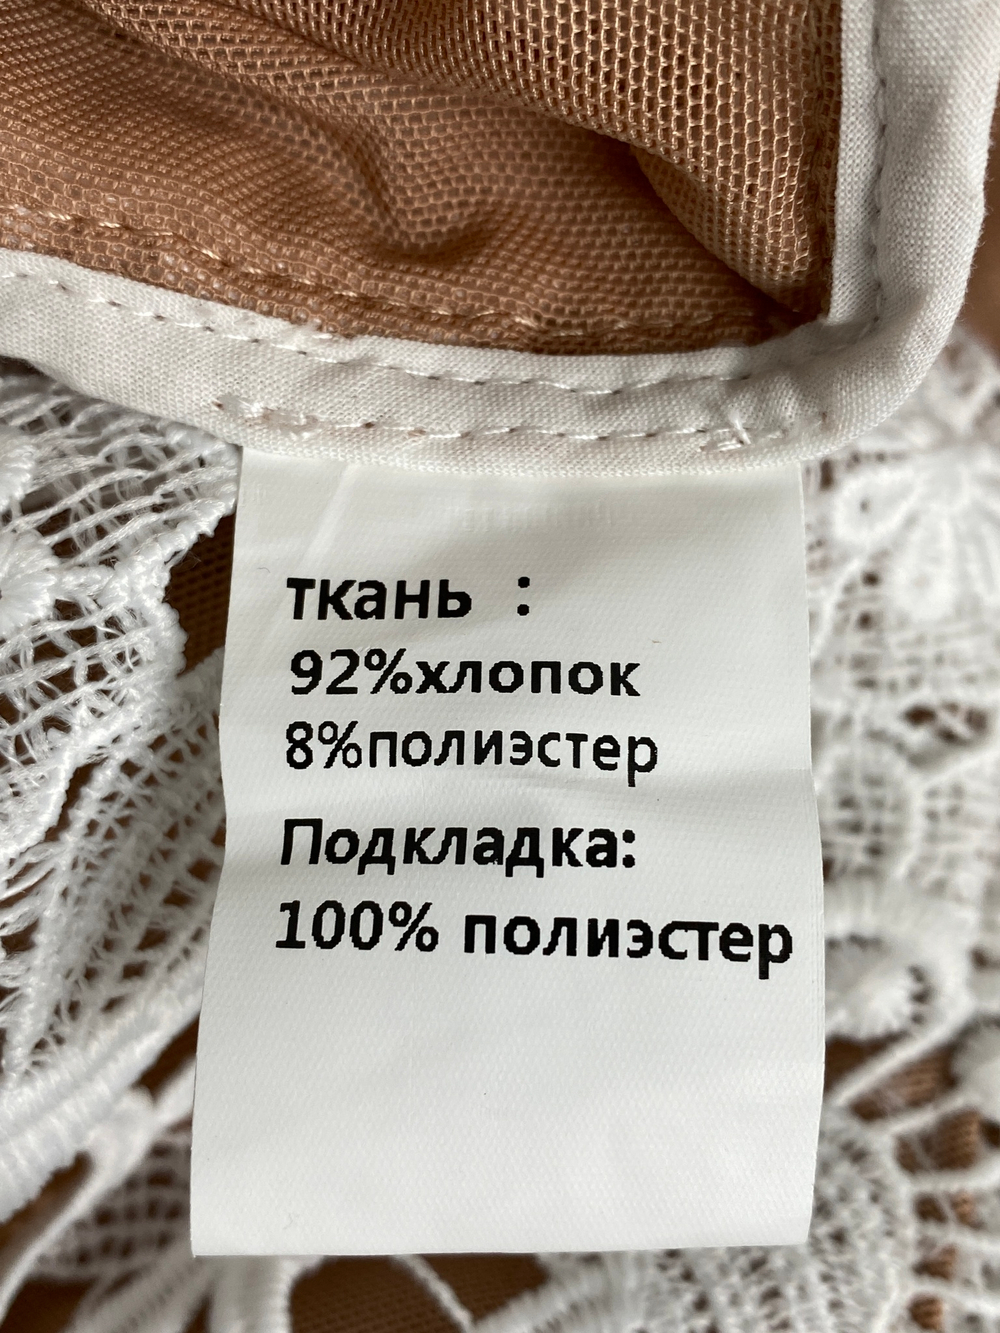 ткань :
92%хлопок
8%полиэстер
Подкладка:
100% полиэстер